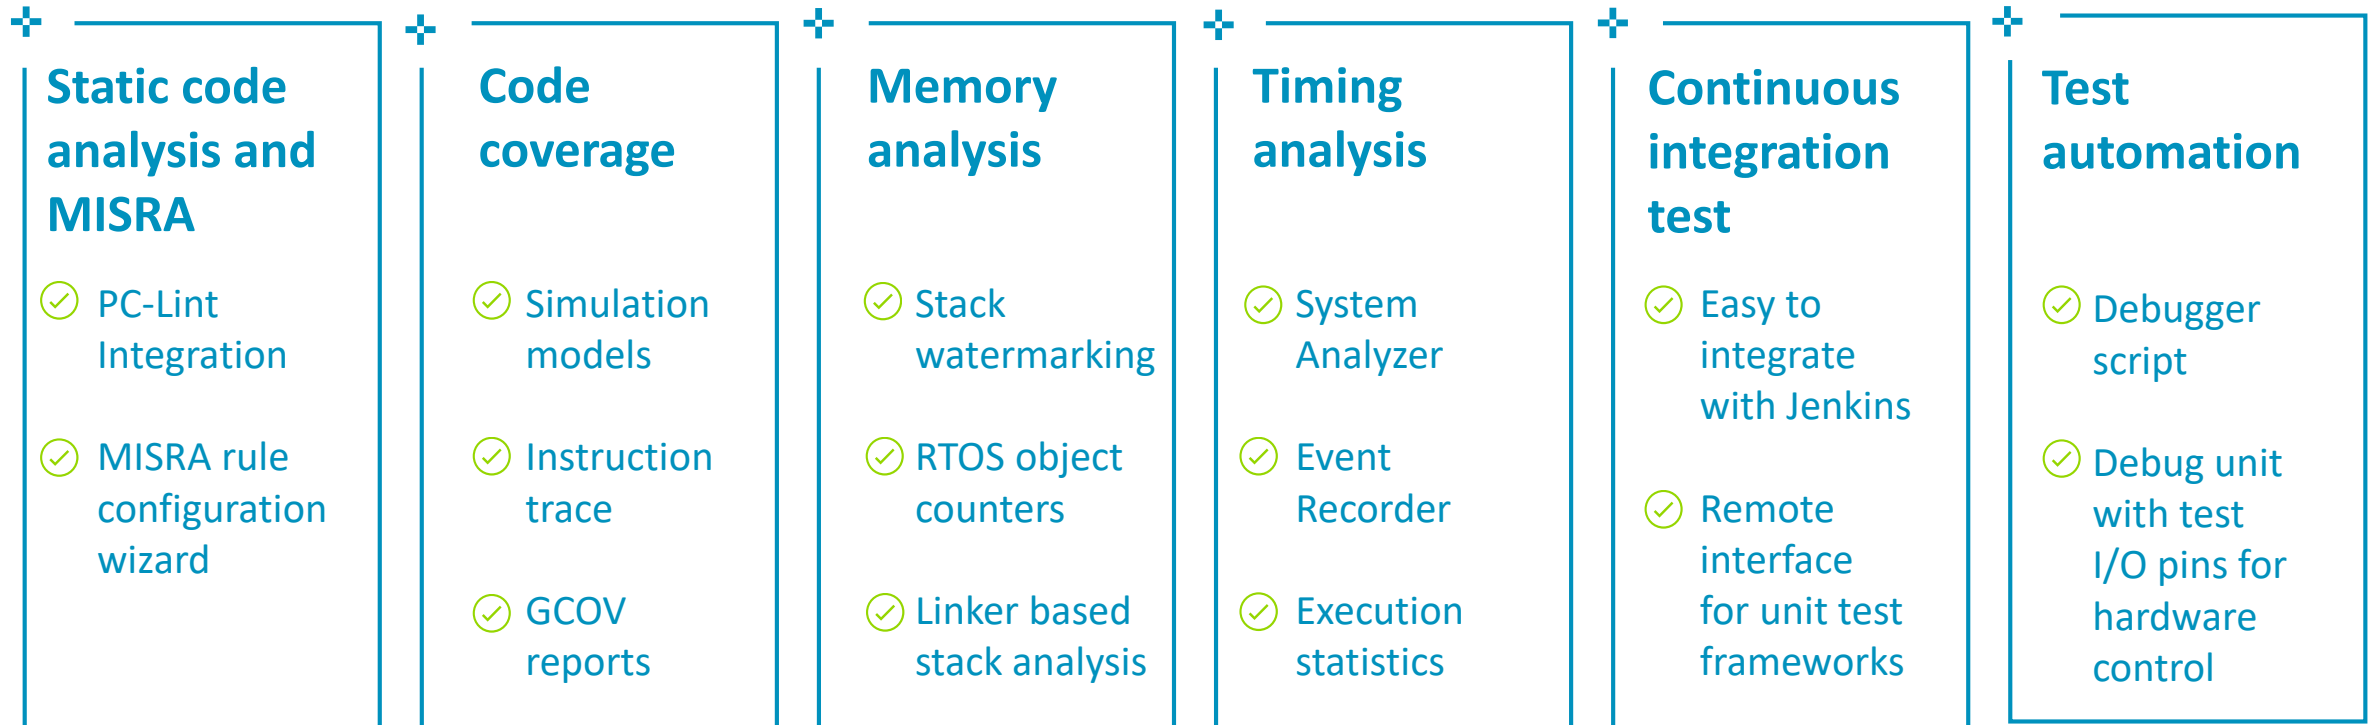 Static code
analysis and
MISRA
PC-Lint
Integration
MISRA rule
configuration
wizard
Code
coverage
Simulation
models
Instruction
trace
GCOV
reports
Memory
analysis
Stack
watermarking
RTOS object
counters
Linker based
stack analysis
Timing
analysis
System
Analyzer
Event
Recorder
Execution
statistics
Continuous
integration
test
Easy to
integrate
with Jenkins
Remote
interface
for unit test
frameworks
Test
automation
Debugger
script
Debug unit
with test
I/O pins for
hardware
control